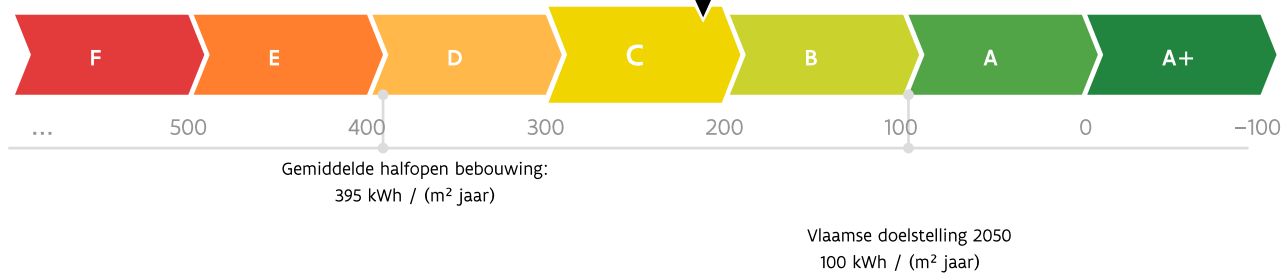 F E D C B A A+
... 500 400 300 200 100 0 −100
Gemiddelde halfopen bebouwing:
395 kWh / (m² jaar)
Vlaamse doelstelling 2050
100 kWh / (m² jaar)